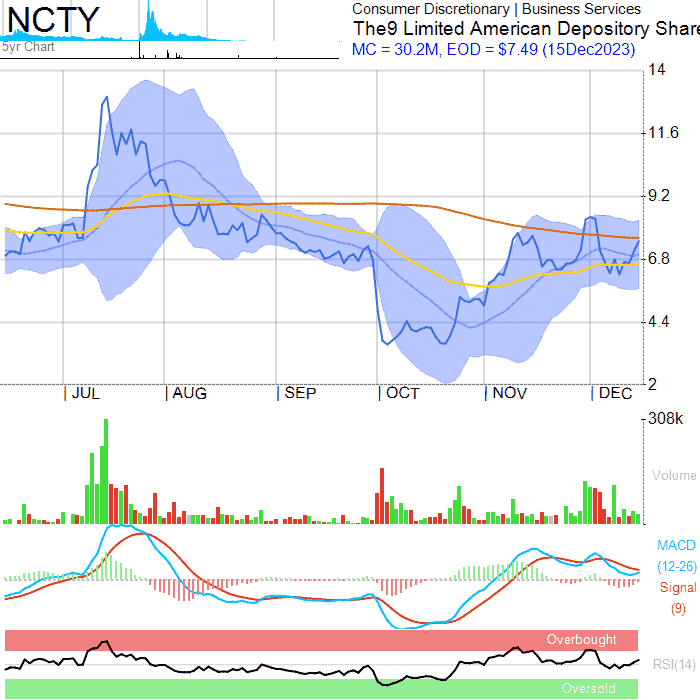 NCTY
5yr Chart
Consumer Discretionary | Business Services
The9 Limited American Depository Share
MC = 30.2M, EOD = $7.49 (15Dec2023)
14
11.6
9.2
6.8
4.4
2
JUL AUG SEP OCT NOV DEC
308k
Volume
MACD
(12-26)
Signal
(9)
Overbought
RSI(14)
Oversold